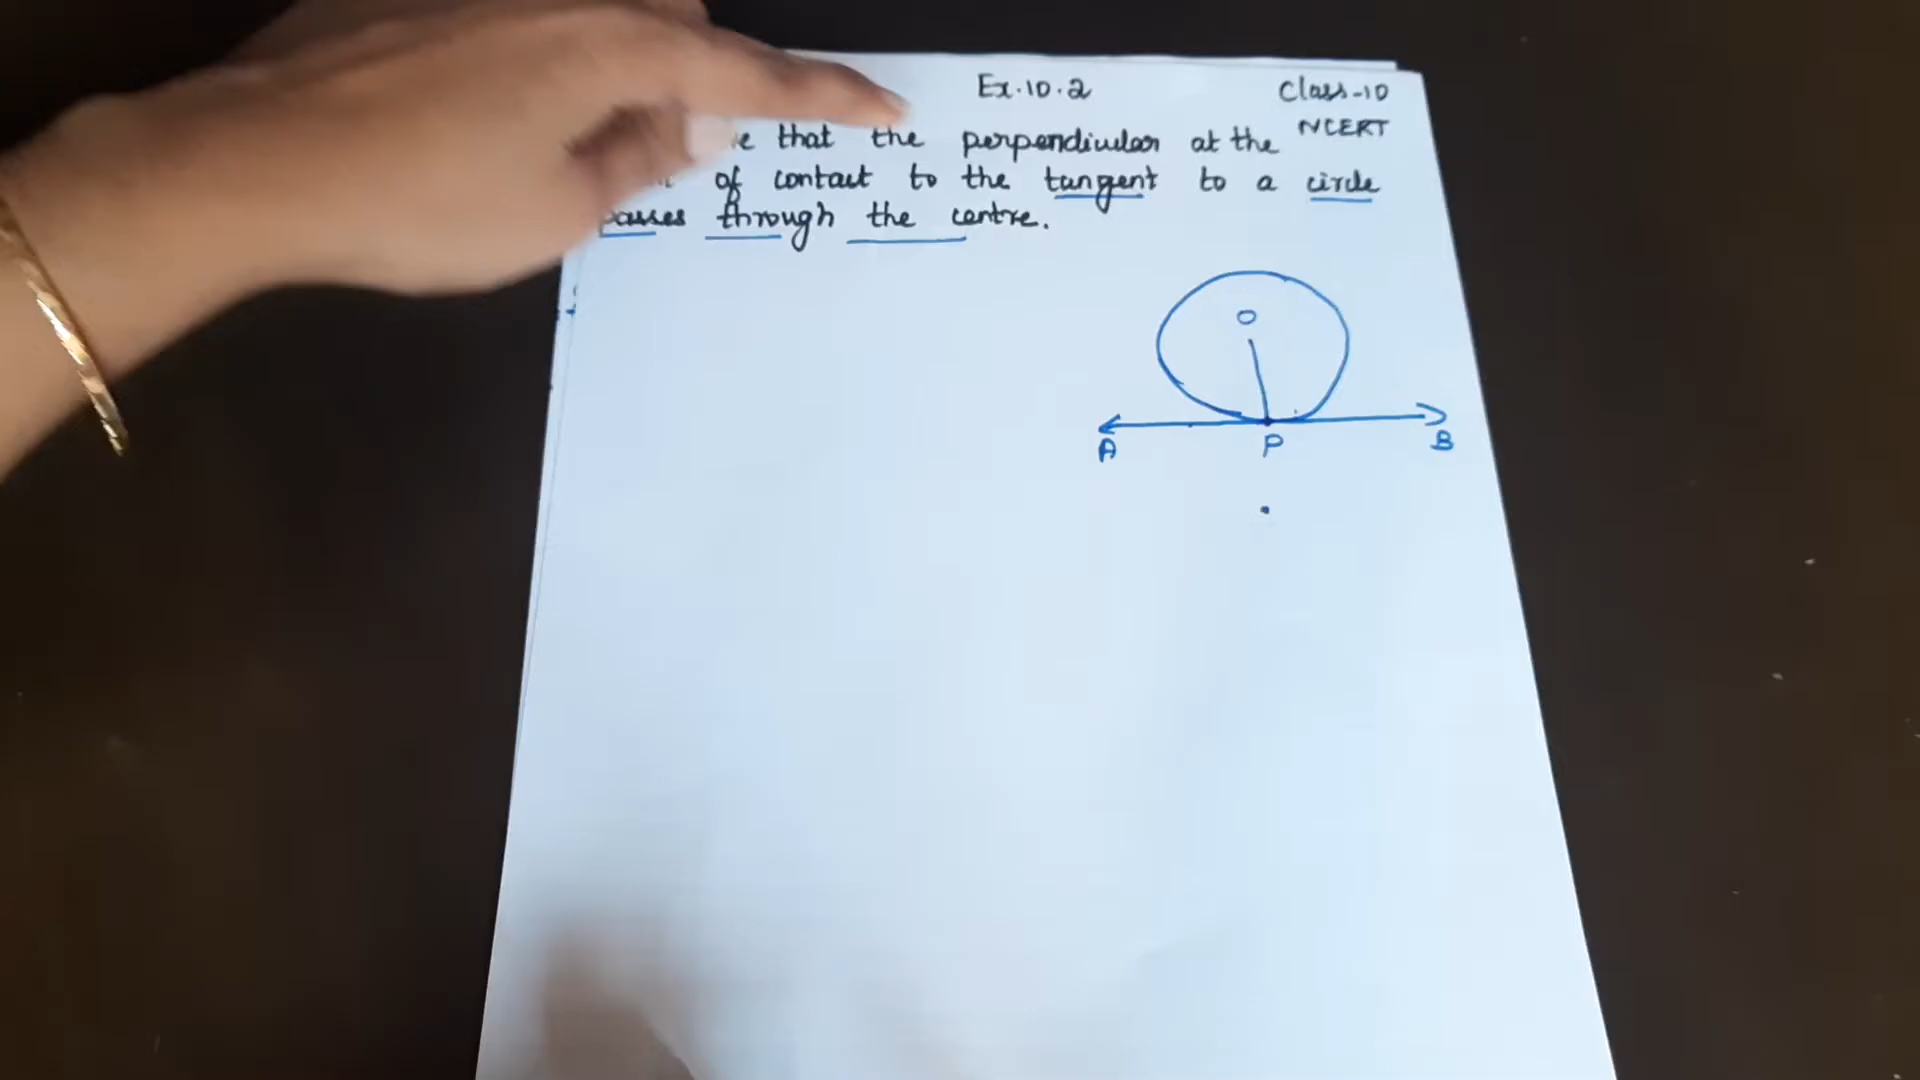 Ex.10.2
Class-10
NCERT
that the perpendicular at the
of contact to the tangent to a circle
passes through the centre.
O
A
P
B